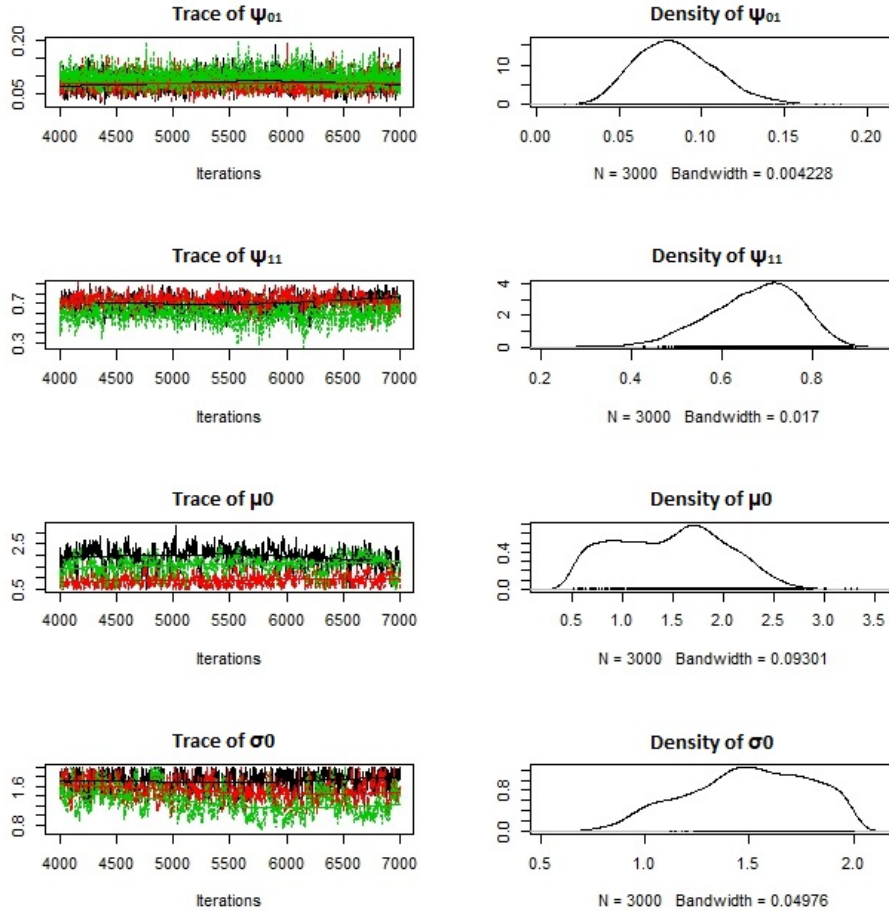 Trace of ψ₀₁
0.20
0.05
4000 4500 5000 5500 6000 6500 7000
Iterations
Density of ψ₀₁
10
0
0.00 0.05 0.10 0.15 0.20
N = 3000 Bandwidth = 0.004228
Trace of ψ₁₁
0.7
0.3
4000 4500 5000 5500 6000 6500 7000
Iterations
Density of ψ₁₁
4
2
0
0.2 0.4 0.6 0.8
N = 3000 Bandwidth = 0.017
Trace of μ0
2.5
0.5
4000 4500 5000 5500 6000 6500 7000
Iterations
Density of μ0
0.4
0.0
0.5 1.0 1.5 2.0 2.5 3.0 3.5
N = 3000 Bandwidth = 0.09301
Trace of σ0
1.6
0.8
4000 4500 5000 5500 6000 6500 7000
Iterations
Density of σ0
0.8
0.0
0.5 1.0 1.5 2.0
N = 3000 Bandwidth = 0.04976